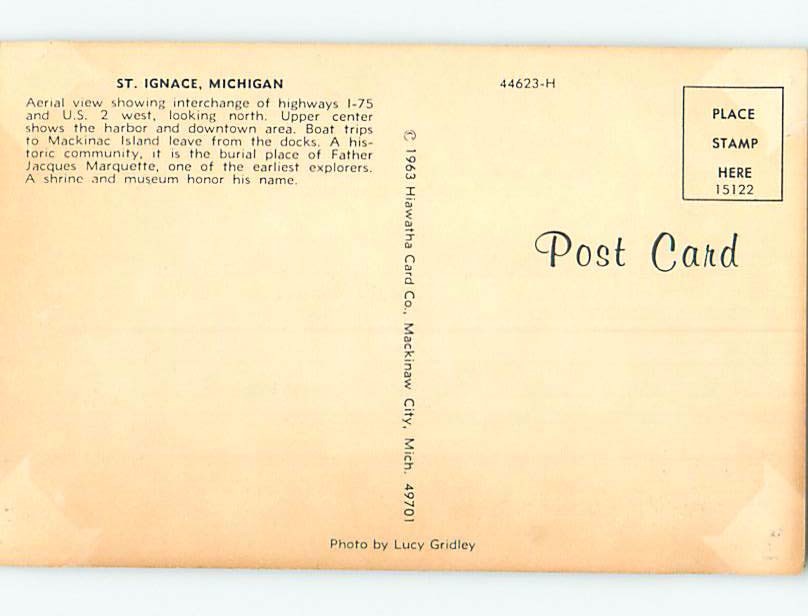 ST. IGNACE, MICHIGAN
Aerial view showing interchange of highways I-75
and U.S. 2 west, looking north. Upper center
shows the harbor and downtown area. Boat trips
to Mackinac Island leave from the docks. A his-
toric community, it is the burial place of Father
Jacques Marquette, one of the earliest explorers.
A shrine and museum honor his name.
© 1963 Hiawatha Card Co., Mackinaw City, Mich. 49701
44623-H
PLACE
STAMP
HERE
15122
Post Card
Photo by Lucy Gridley